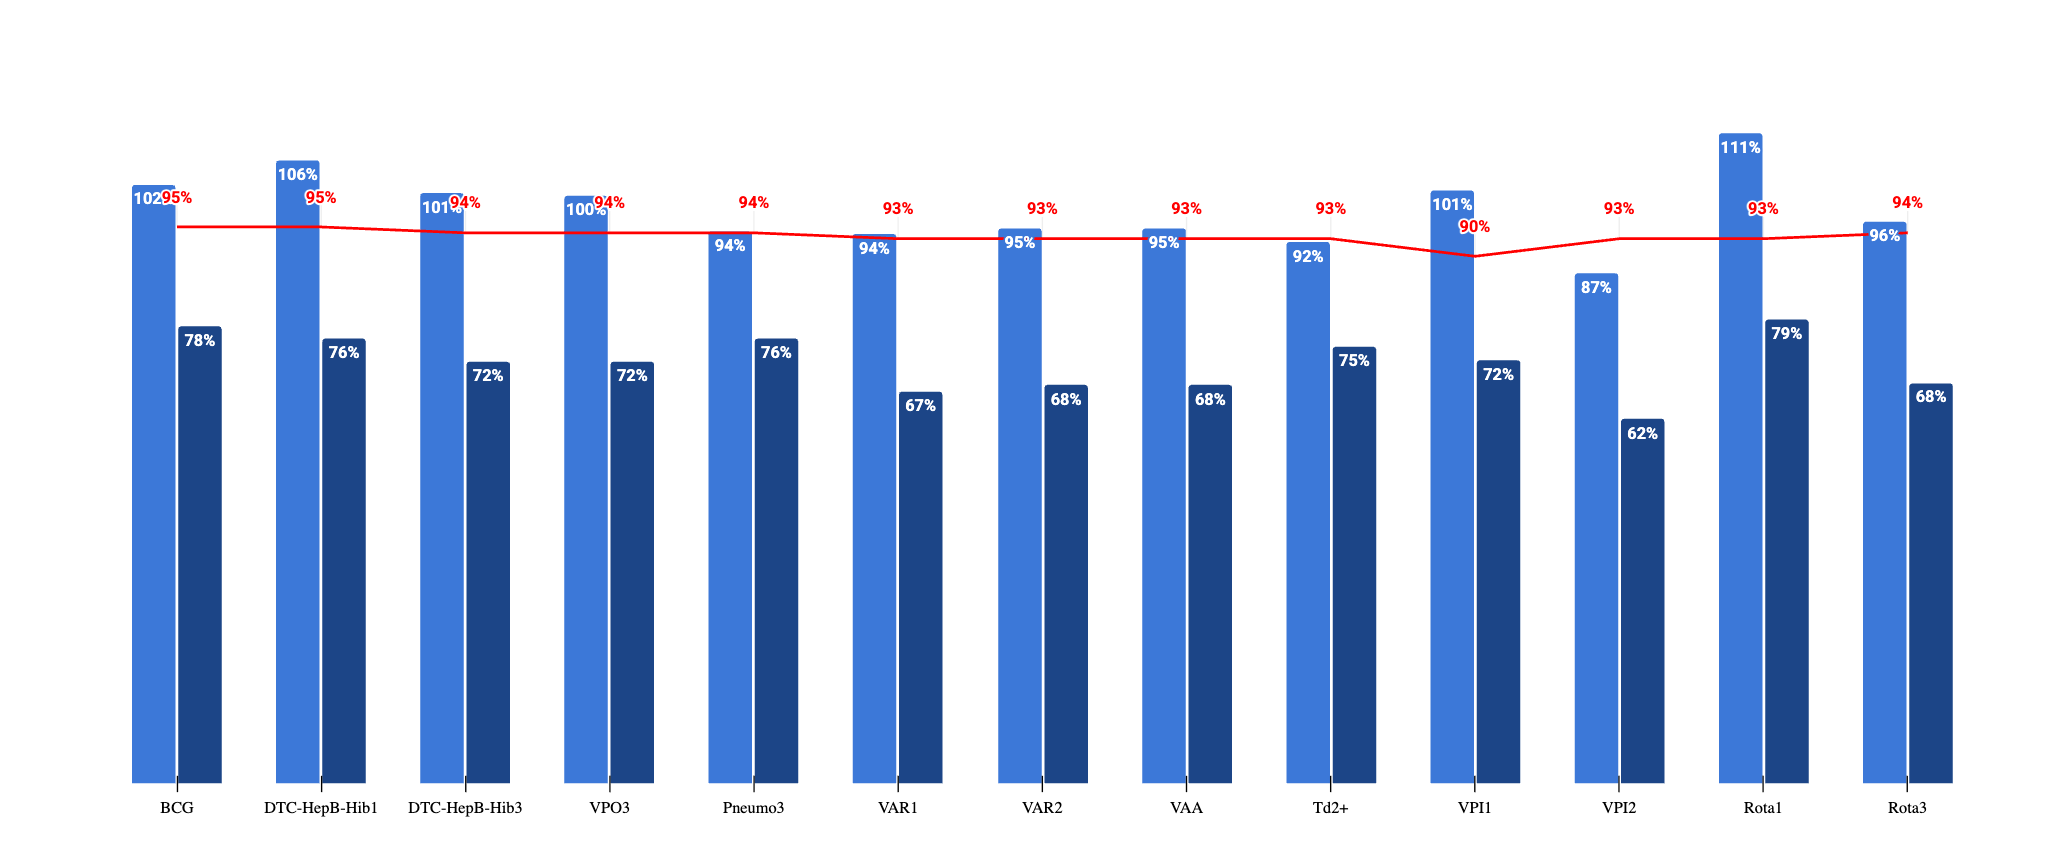 102% 95% 106% 95% 101% 94% 100% 94% 94% 94% 94% 93% 95% 93% 95% 93% 92% 93% 101% 90% 87% 93% 111% 93% 96% 94%
78% 76% 72% 72% 76% 67% 68% 68% 75% 72% 62% 79% 68%
BCG DTC-HepB-Hib1 DTC-HepB-Hib3 VPO3 Pneumo3 VAR1 VAR2 VAA Td2+ VPI1 VPI2 Rota1 Rota3